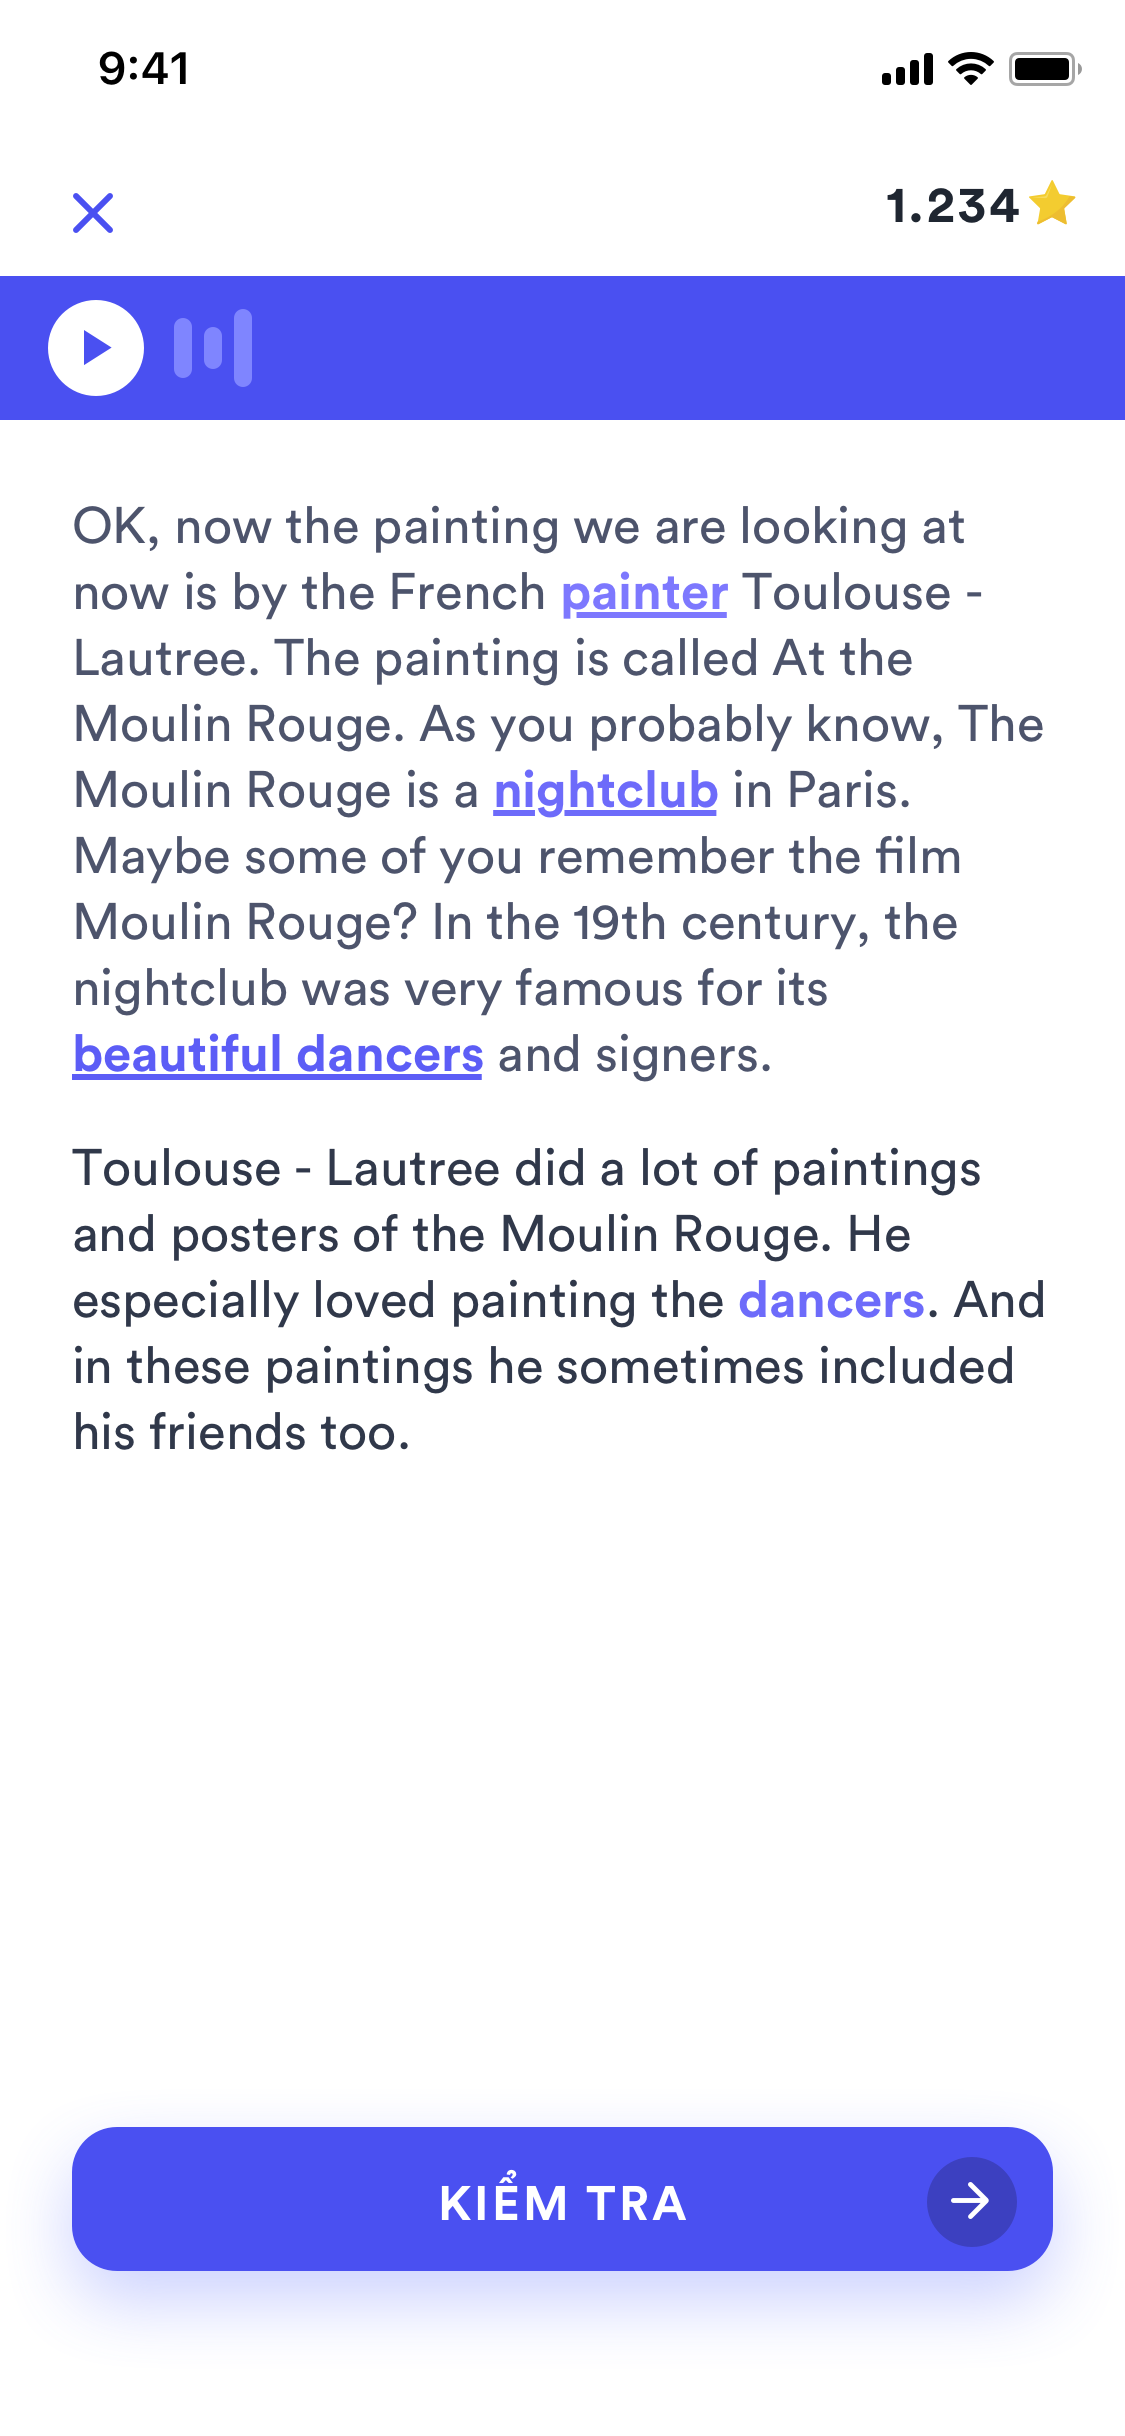 9:41
1.234
OK, now the painting we are looking at
now is by the French painter Toulouse -
Lautree. The painting is called At the
Moulin Rouge. As you probably know, The
Moulin Rouge is a nightclub in Paris.
Maybe some of you remember the film
Moulin Rouge? In the 19th century, the
nightclub was very famous for its
beautiful dancers and signers.
Toulouse - Lautree did a lot of paintings
and posters of the Moulin Rouge. He
especially loved painting the dancers. And
in these paintings he sometimes included
his friends too.
KIỂM TRA